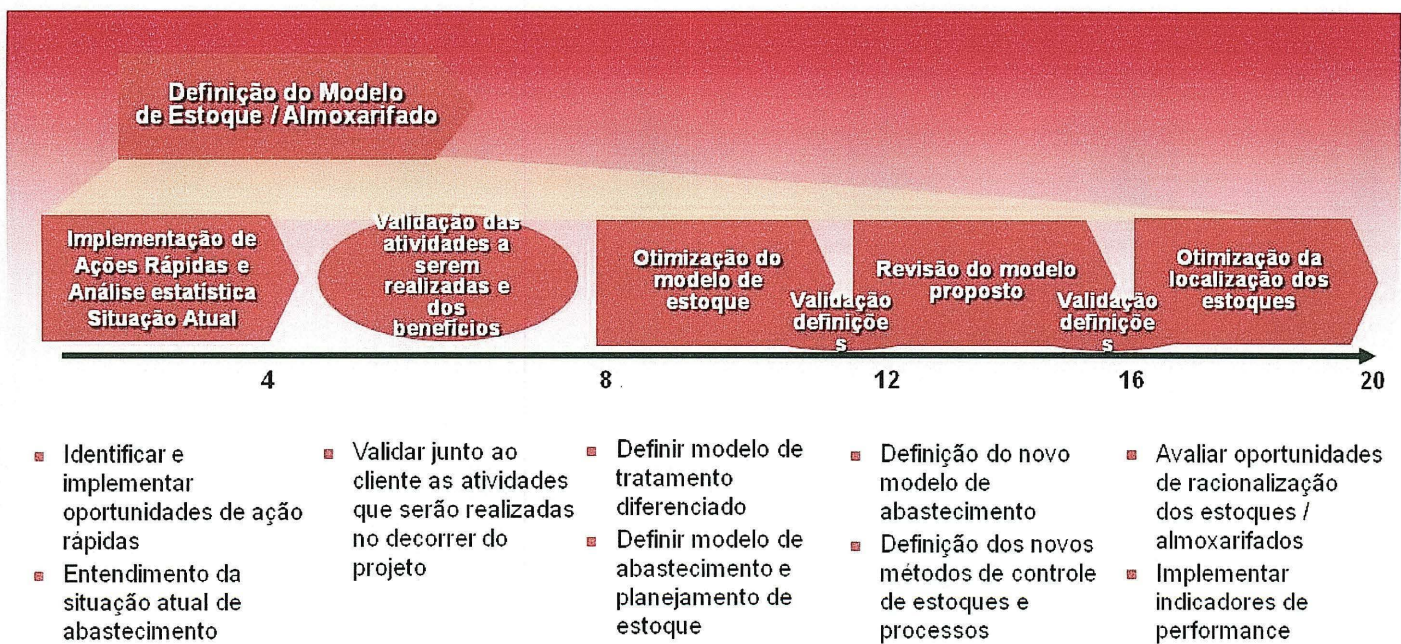 Definição do Modelo
de Estoque / Almoxarifado
Implementação de
Ações Rápidas e
Análise estatística
Situação Atual
Validação das
atividades a
serem
realizadas e
dos
benefícios
Otimização do
modelo de
estoque
Validação
definiçõe
s
Revisão do modelo
proposto
Validação
definiçõe
s
Otimização da
localização dos
estoques
4
8
12
16
20
Identificar e
implementar
oportunidades de ação
rápidas
Entendimento da
situação atual de
abastecimento
Validar junto ao
cliente as atividades
que serão realizadas
no decorrer do
projeto
Definir modelo de
tratamento
diferenciado
Definir modelo de
abastecimento e
planejamento de
estoque
Definição do novo
modelo de
abastecimento
Definição dos novos
métodos de controle
de estoques e
processos
Avaliar oportunidades
de racionalização
dos estoques /
almoxarifados
Implementar
indicadores de
performance